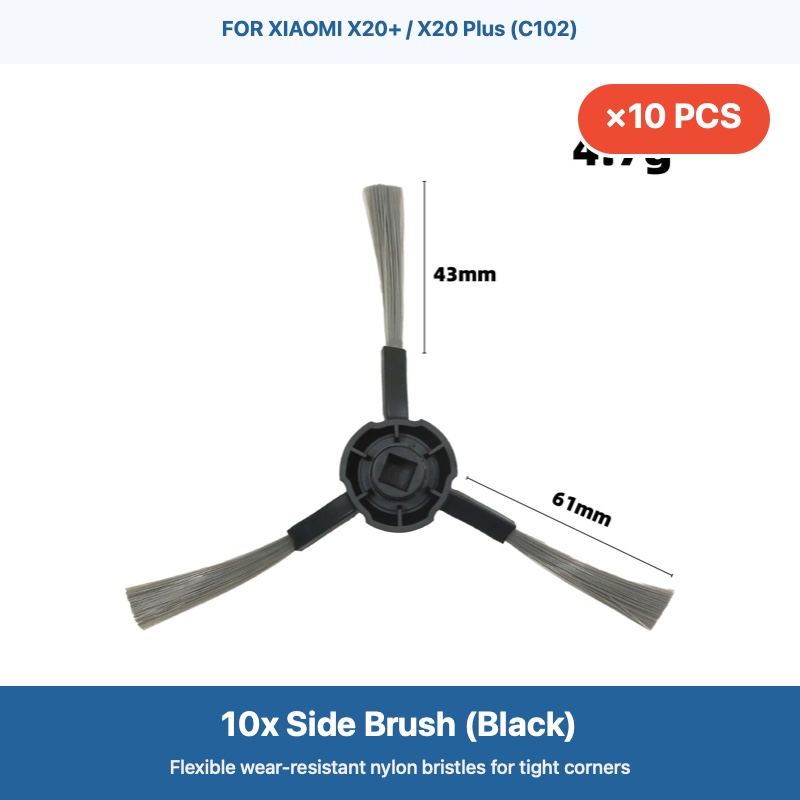 FOR XIAOMI X20+ / X20 Plus (C102)
×10 PCS
43mm
61mm
10x Side Brush (Black)
Flexible wear-resistant nylon bristles for tight corners